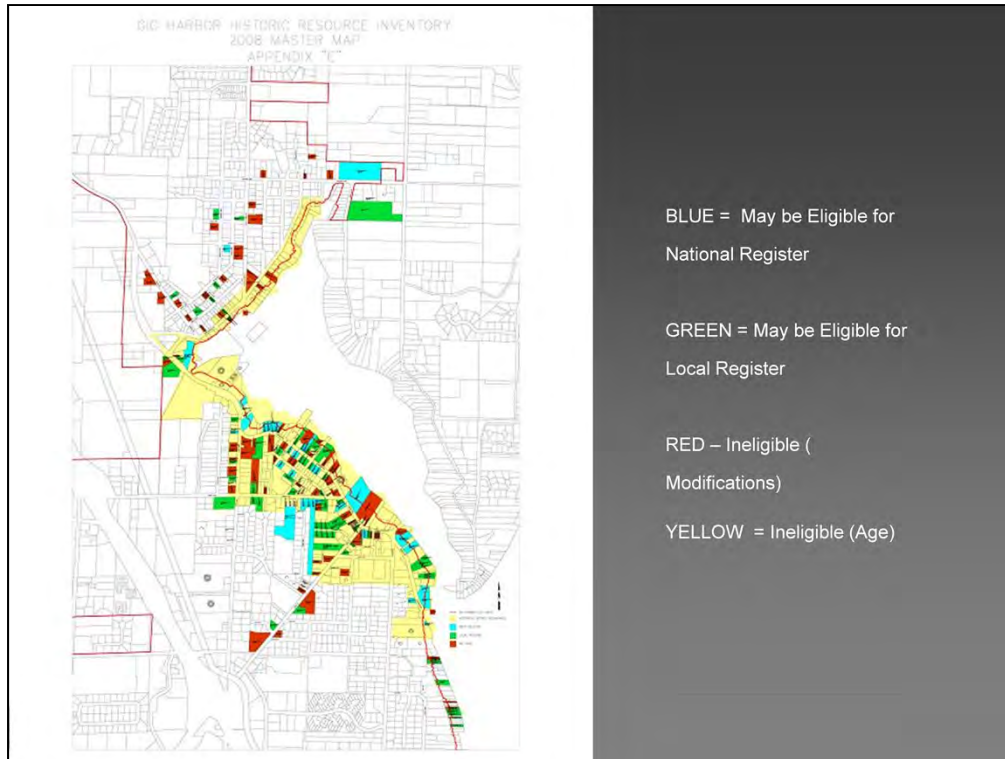 GIG HARBOR HISTORIC RESOURCE INVENTORY
2008 MASTER MAP
APPENDIX "E"
BLUE = May be Eligible for
National Register
GREEN = May be Eligible for
Local Register
RED – Ineligible (
Modifications)
YELLOW = Ineligible (Age)